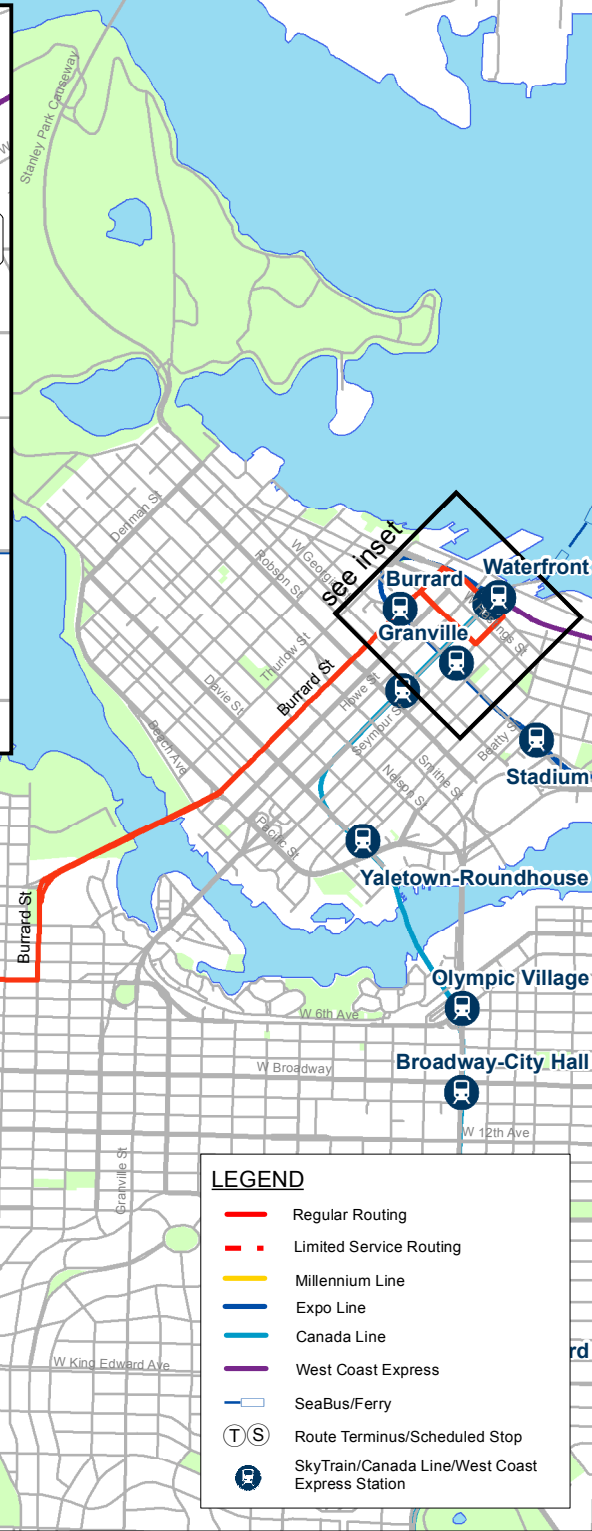 Stanley Park Causeway
Denman St
W Georgia
Robson St
see inset
Burrard
Waterfront
W Hastings St
Granville
Thurlow St
Burrard St
Howe St
Davie St
Seymour St
Beatty S
Smithe St
Nelson St
Stadium
Beach Ave
Pacific St
Yaletown-Roundhouse
Burrard St
Olympic Village
W 6th Ave
Broadway-City Hall
W Broadway
W 12th Ave
Granville St
W King Edward Ave
rd
LEGEND
Regular Routing
Limited Service Routing
Millennium Line
Expo Line
Canada Line
West Coast Express
SeaBus/Ferry
T S Route Terminus/Scheduled Stop
SkyTrain/Canada Line/West Coast
Express Station